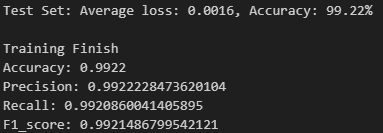 Test Set: Average loss: 0.0016, Accuracy: 99.22%
Training Finish
Accuracy: 0.9922
Precision: 0.9922228473620104
Recall: 0.9920860041405895
F1_score: 0.9921486799542121